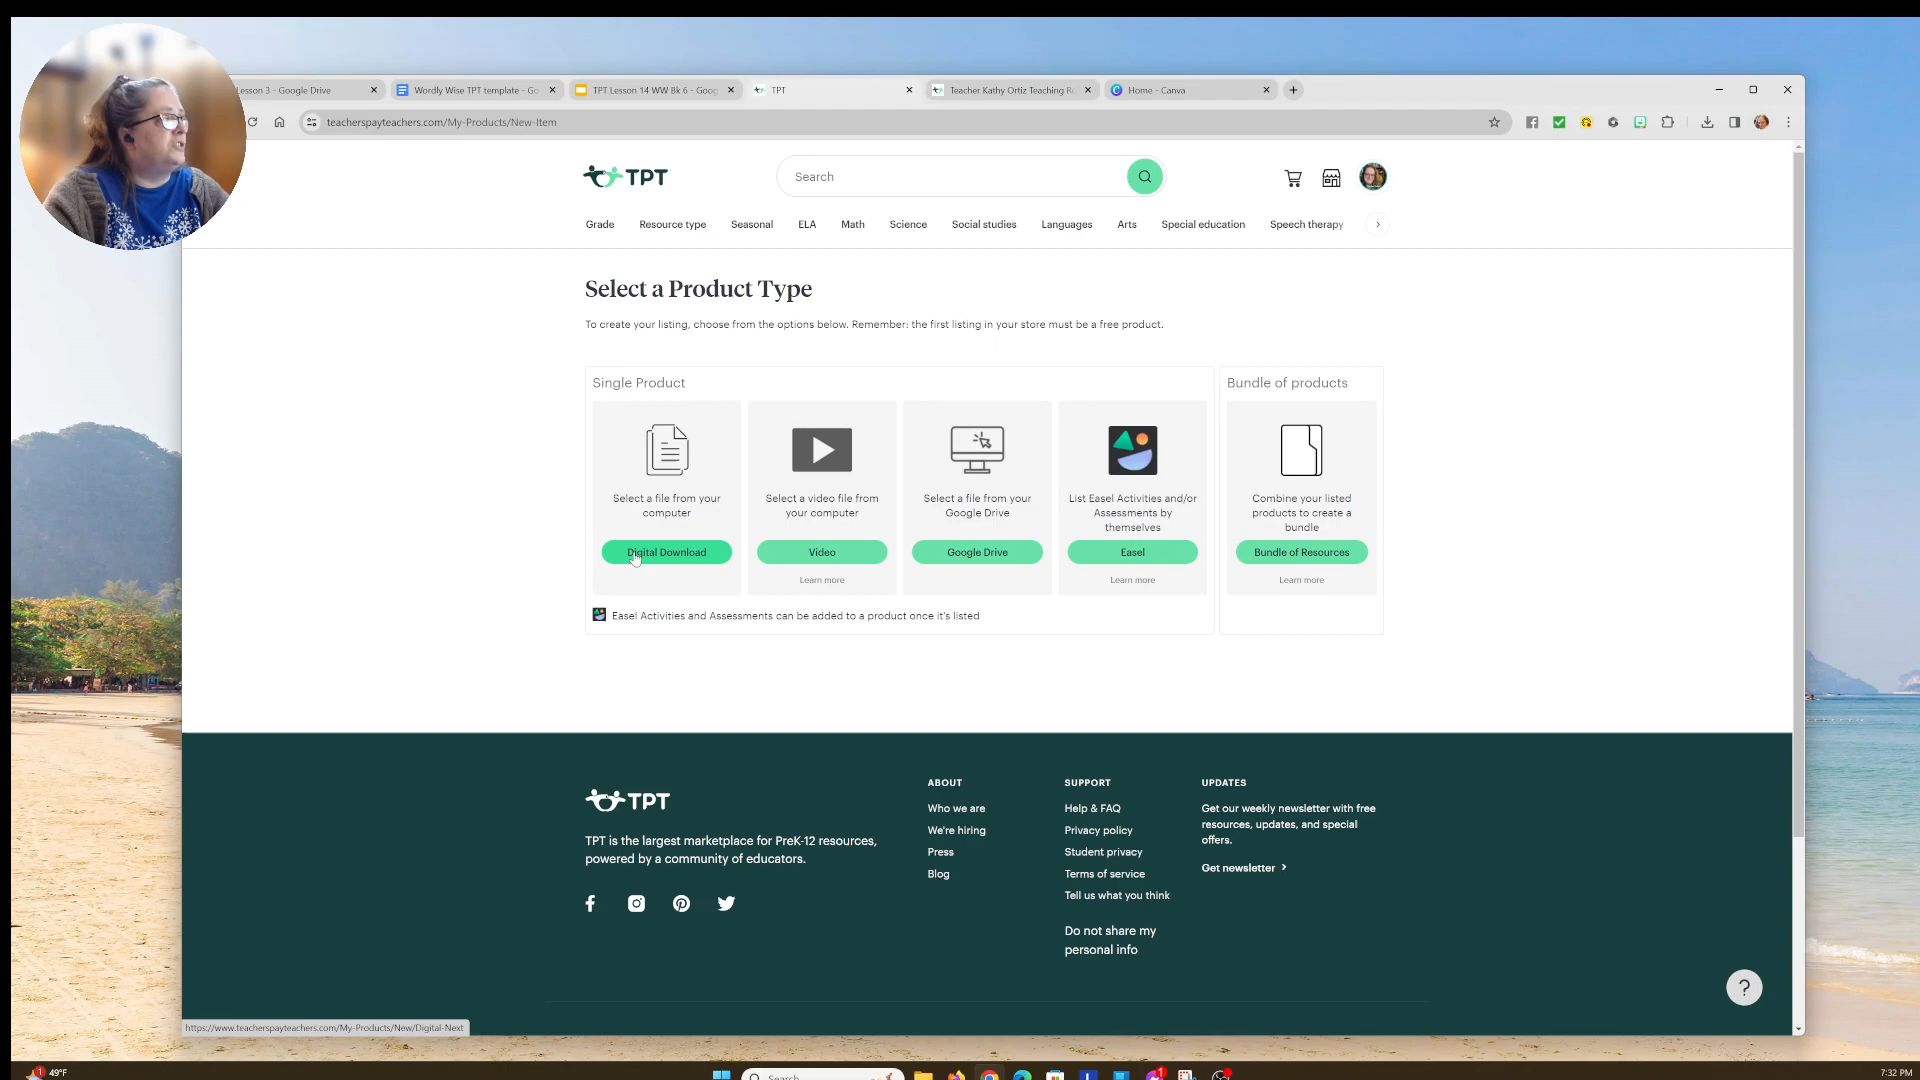 Lesson 3 - Google Drive
Wordly Wise TPT template - Go
TPT Lesson 14 WW Bk 6 - Goog
TPT
Teacher Kathy Ortiz Teaching R
Home - Canva
teacherspayteachers.com/My-Products/New-Item
TPT
Search
Grade Resource type Seasonal ELA Math Science Social studies Languages Arts Special education Speech therapy
Select a Product Type
To create your listing, choose from the options below. Remember: the first listing in your store must be a free product.
Single Product
Select a file from your
computer
Digital Download
Select a video file from
your computer
Video
Learn more
Select a file from your
Google Drive
Google Drive
List Easel Activities and/or
Assessments by
themselves
Easel
Learn more
Easel Activities and Assessments can be added to a product once it's listed
Bundle of products
Combine your listed
products to create a
bundle
Bundle of Resources
Learn more
TPT
TPT is the largest marketplace for PreK-12 resources,
powered by a community of educators.
ABOUT
Who we are
We're hiring
Press
Blog
SUPPORT
Help & FAQ
Privacy policy
Student privacy
Terms of service
Tell us what you think
Do not share my
personal info
UPDATES
Get our weekly newsletter with free
resources, updates, and special
offers.
Get newsletter
?
https://www.teacherspayteachers.com/My-Products/New/Digital-Next
1
49°F
Search
1
7:32 PM